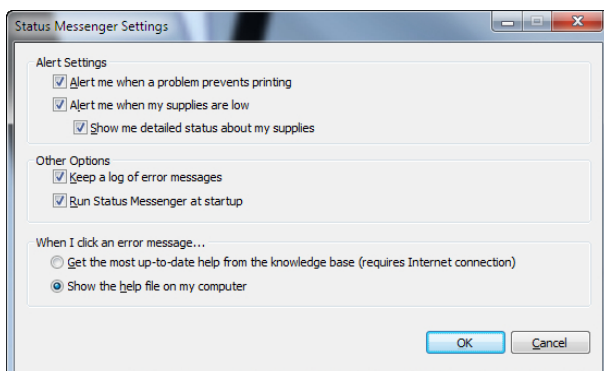 Status Messenger Settings
Alert Settings
Alert me when a problem prevents printing
Alert me when my supplies are low
Show me detailed status about my supplies
Other Options
Keep a log of error messages
Run Status Messenger at startup
When I click an error message...
Get the most up-to-date help from the knowledge base (requires Internet connection)
Show the help file on my computer
OK Cancel